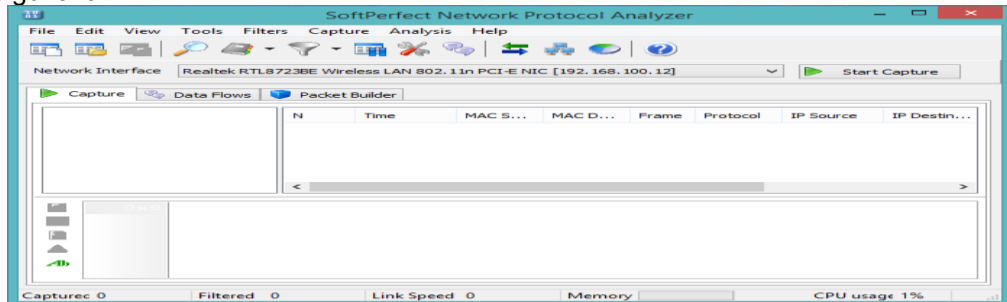 SoftPerfect Network Protocol Analyzer
File Edit View Tools Filters Capture Analysis Help
Network Interface Realtek RTL8723BE Wireless LAN 802.11n PCI-E NIC [192.168.100.12] Start Capture
Capture Data Flows Packet Builder
N Time MAC S... MAC D... Frame Protocol IP Source IP Destin...
Ab
Capturec 0 Filtered 0 Link Speed 0 Memory CPU usage 1%